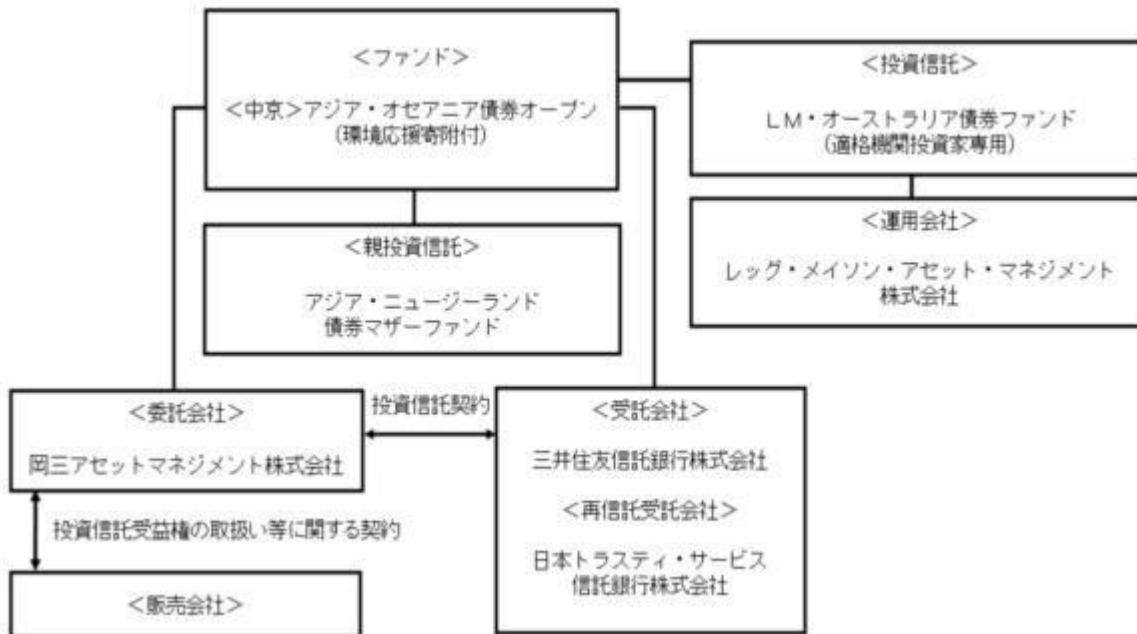 ＜ファンド＞
＜中京＞アジア・オセアニア債券オープン
（環境応援寄附付）
＜投資信託＞
ＬＭ・オーストラリア債券ファンド
（適格機関投資家専用）
＜運用会社＞
レッグ・メイソン・アセット・マネジメント
株式会社
＜親投資信託＞
アジア・ニュージーランド
債券マザーファンド
＜委託会社＞
岡三アセットマネジメント株式会社
投資信託契約
＜受託会社＞
三井住友信託銀行株式会社
＜再信託受託会社＞
日本トラスティ・サービス
信託銀行株式会社
投資信託受益権の取扱い等に関する契約
＜販売会社＞